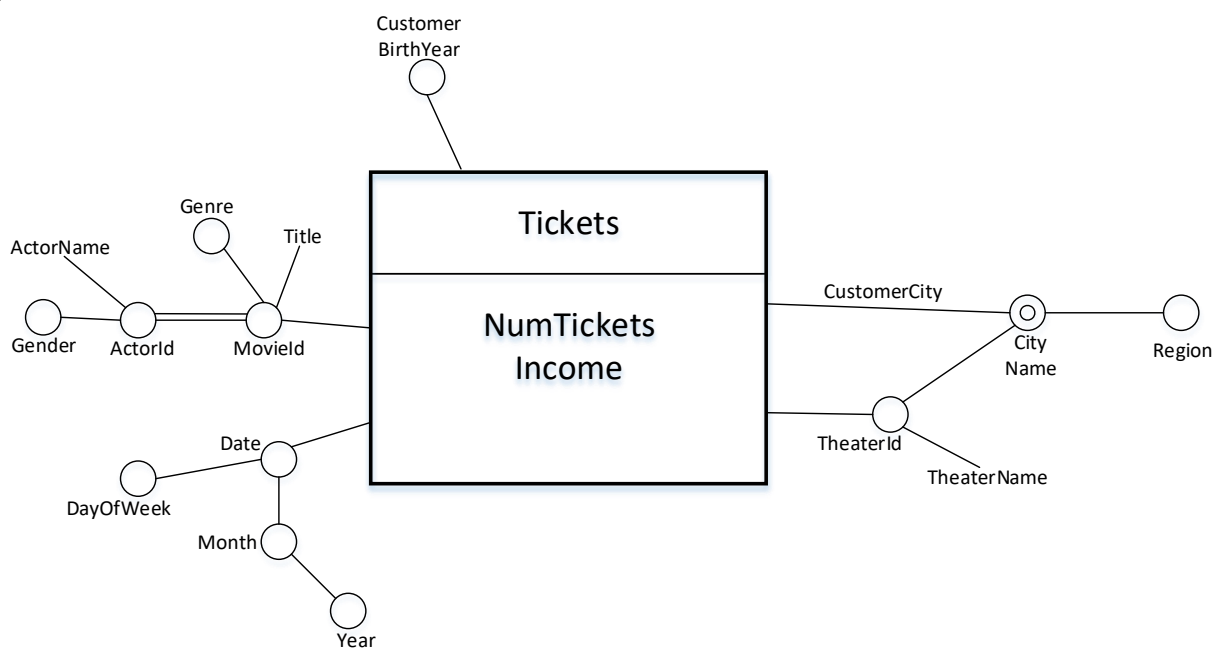 Customer
BirthYear
Genre
Title
ActorName
Gender
ActorId
MovieId
Tickets
NumTickets
Income
CustomerCity
City
Name
Region
TheaterId
TheaterName
Date
DayOfWeek
Month
Year